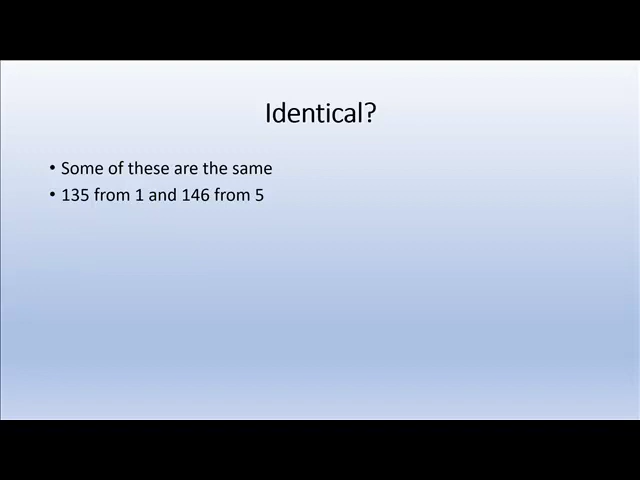 Identical?
• Some of these are the same
• 135 from 1 and 146 from 5